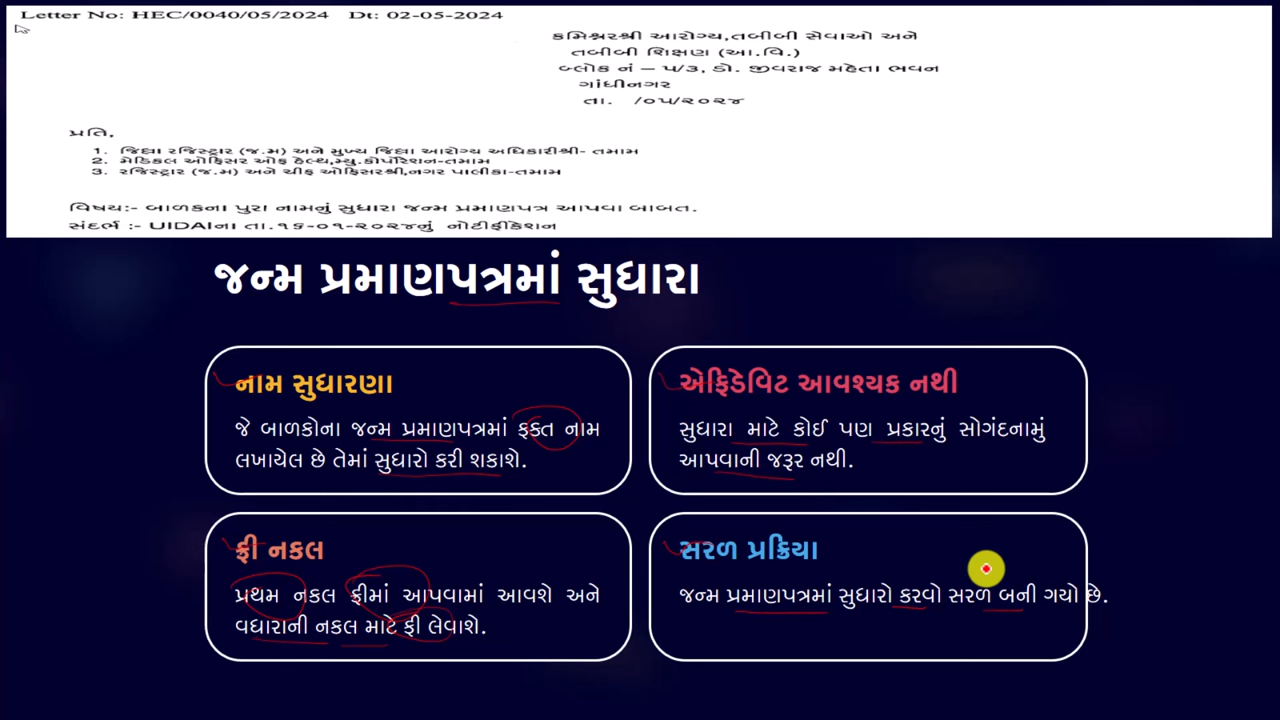 Letter No: HEC/0040/05/2024 Dt: 02-05-2024
કમિશ્નરશ્રી આરોગ્ય,તબીબી સેવાઓ અને
તબીબી શિક્ષણ (આ.વિ.)
બ્લોક નં – ૫/૩, ડો. જીવરાજ મહેતા ભવન
ગાંધીનગર
તા. /૦૫/૨૦૨૪
પ્રતિ,
1. જિલ્લા રજિસ્ટ્રાર (જ.મ) અને મુખ્ય જિલ્લા આરોગ્ય અધિકારીશ્રી- તમામ
2. મેડિકલ ઓફિસર ઓફ હેલ્થ,મ્યુ.કોર્પોરેશન-તમામ
3. રજિસ્ટ્રાર (જ.મ) અને ચીફ ઓફિસરશ્રી,નગર પાલીકા-તમામ
વિષય:- બાળકના પુરા નામનું સુધારા જન્મ પ્રમાણપત્ર આપવા બાબત.
સંદર્ભ :- UIDAIના તા.૧૬-૦૧-૨૦૨૪નું નોટીફીકેશન
જન્મ પ્રમાણપત્રમાં સુધારા
નામ સુધારણા
જે બાળકોના જન્મ પ્રમાણપત્રમાં ફક્ત નામ
લખાયેલ છે તેમાં સુધારો કરી શકાશે.
એફિડેવિટ આવશ્યક નથી
સુધારા માટે કોઈ પણ પ્રકારનું સોગંદનામું
આપવાની જરૂર નથી.
ફ્રી નકલ
પ્રથમ નકલ ફ્રીમાં આપવામાં આવશે અને
વધારાની નકલ માટે ફી લેવાશે.
સરળ પ્રક્રિયા
જન્મ પ્રમાણપત્રમાં સુધારો કરવો સરળ બની ગયો છે.